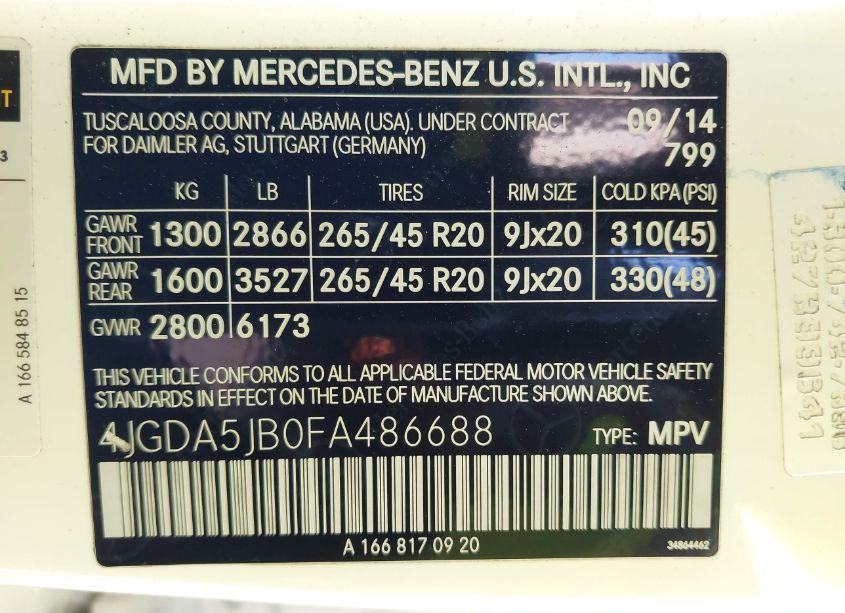 MFD BY MERCEDES-BENZ U.S. INTL., INC
TUSCALOOSA COUNTY, ALABAMA (USA). UNDER CONTRACT 09/14
FOR DAIMLER AG, STUTTGART (GERMANY) 799
KG LB TIRES RIM SIZE COLD KPA (PSI)
GAWR FRONT 1300 2866 265/45 R20 9Jx20 310(45)
GAWR REAR 1600 3527 265/45 R20 9Jx20 330(48)
GVWR 2800 6173
THIS VEHICLE CONFORMS TO ALL APPLICABLE FEDERAL MOTOR VEHICLE SAFETY
STANDARDS IN EFFECT ON THE DATE OF MANUFACTURE SHOWN ABOVE.
4JGDA5JB0FA486688 TYPE: MPV
A 166 817 09 20 34864462
A 166 584 85 15
T
3